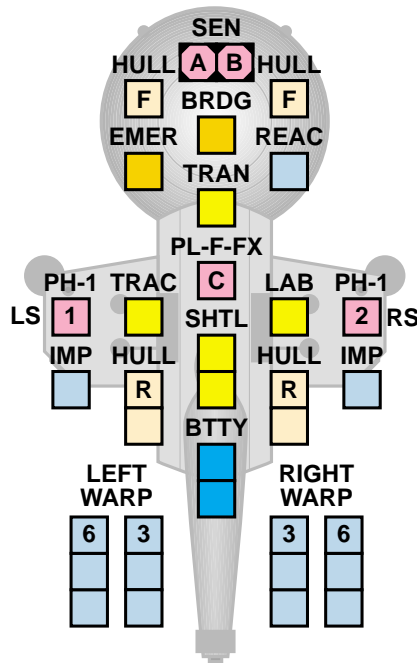 SEN
HULL A B HULL
F BRDG F
EMER REAC
TRAN
PL-F-FX
PH-1 TRAC C LAB PH-1
LS 1 SHTL 2 RS
IMP HULL HULL IMP
R R
BTTY
LEFT WARP
RIGHT WARP
6 3 3 6